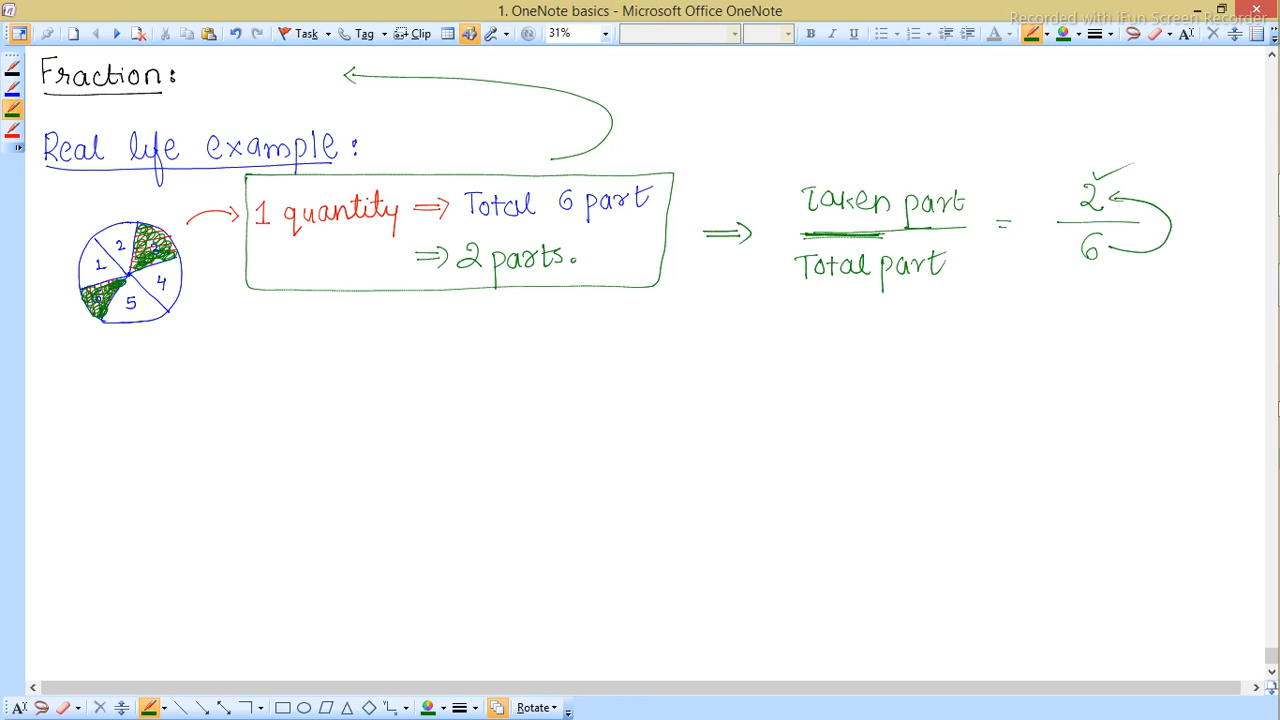 1. OneNote basics - Microsoft Office OneNote
Recorded with iFun Screen Recorder
Task Tag Clip 31% B I U A
Fraction:
Real life example:
1 quantity ⇒ Total 6 part
⇒ 2 parts.
⇒ Taken part = 2
Total part 6
1 2 4 5
Rotate